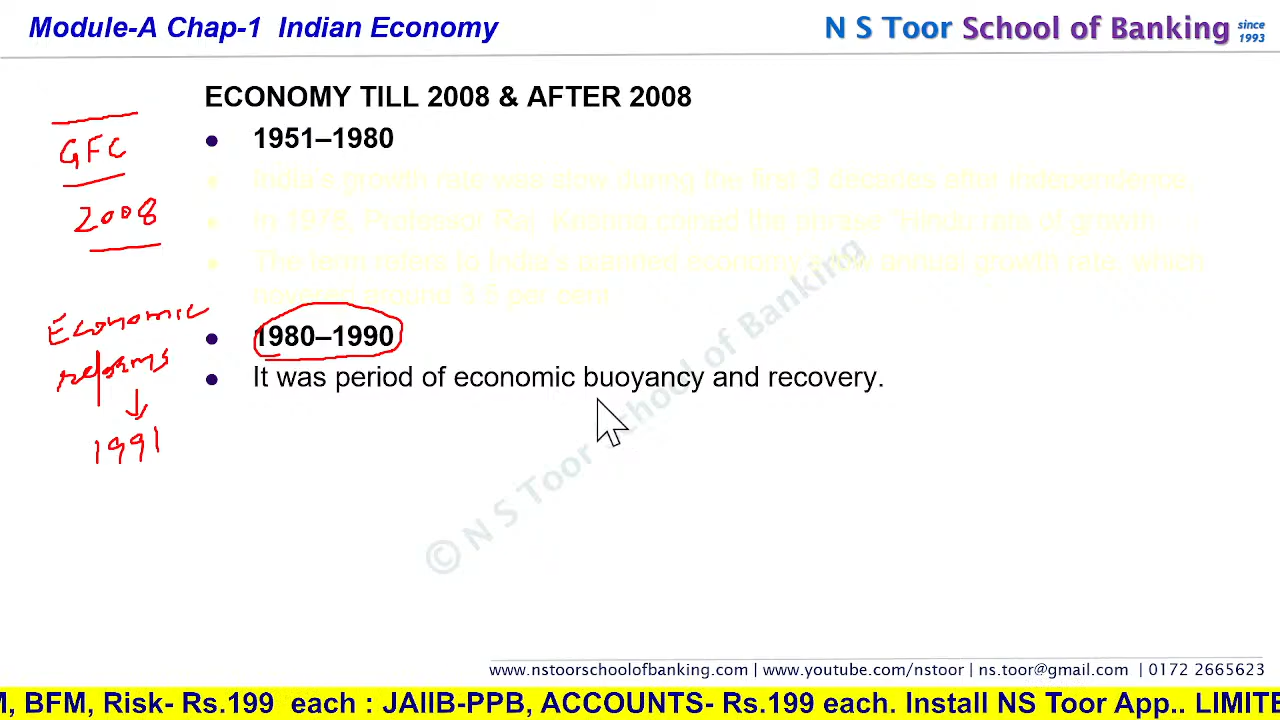 Module-A Chap-1 Indian Economy
N S Toor School of Banking since 1993
ECONOMY TILL 2008 & AFTER 2008
GFC
2008
Economic
reforms
↓
1991
• 1951–1980
• India's growth rate was slow during the first 3 decades after independence.
• In 1978, Professor Raj Krishna coined the phrase "Hindu rate of growth
• The term refers to India's planned economy low annual growth rate, which
hovered around 3.5 per cent
• 1980–1990
• It was period of economic buoyancy and recovery.
© N S Toor School of Banking
www.nstoorschoolofbanking.com | www.youtube.com/nstoor | ns.toor@gmail.com | 0172 2665623
M, BFM, Risk- Rs.199 each : JAIIB-PPB, ACCOUNTS- Rs.199 each. Install NS Toor App.. LIMITE